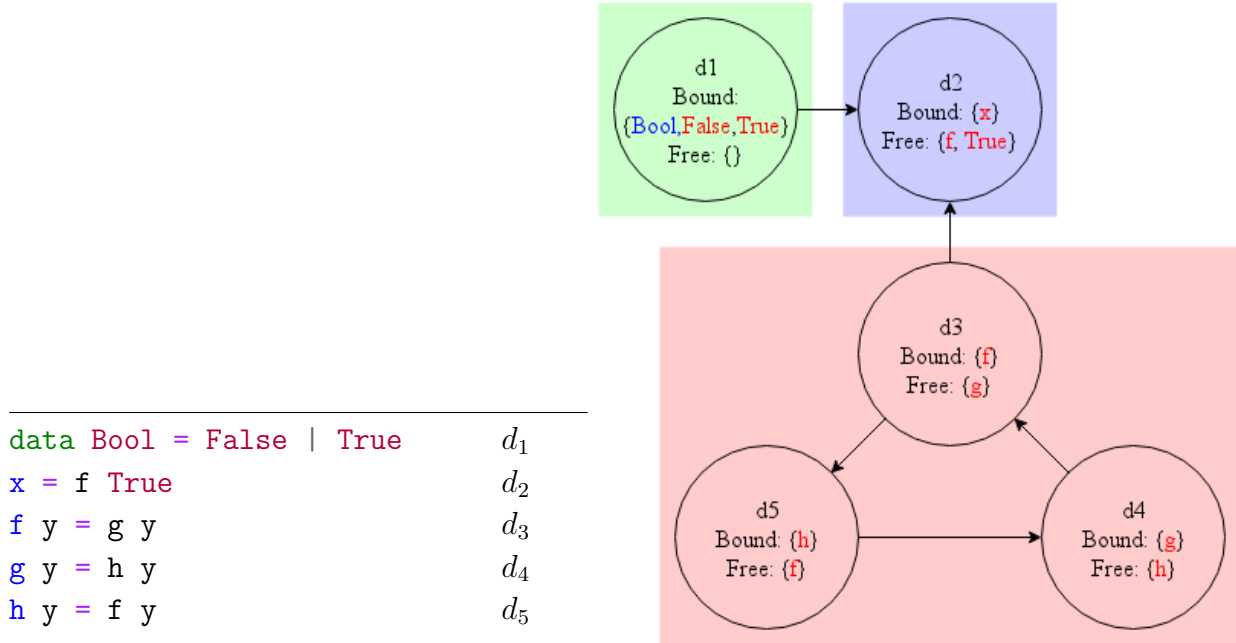 data Bool = False | True d1
x = f True d2
f y = g y d3
g y = h y d4
h y = f y d5
d1
Bound:
{Bool,False,True}
Free: {}
d2
Bound: {x}
Free: {f, True}
d3
Bound: {f}
Free: {g}
d5
Bound: {h}
Free: {f}
d4
Bound: {g}
Free: {h}